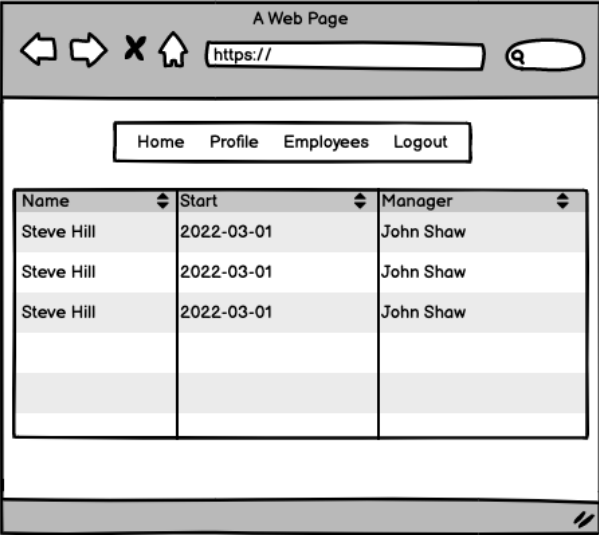 A Web Page
https://
Home Profile Employees Logout
Name Start Manager
Steve Hill 2022-03-01 John Shaw
Steve Hill 2022-03-01 John Shaw
Steve Hill 2022-03-01 John Shaw